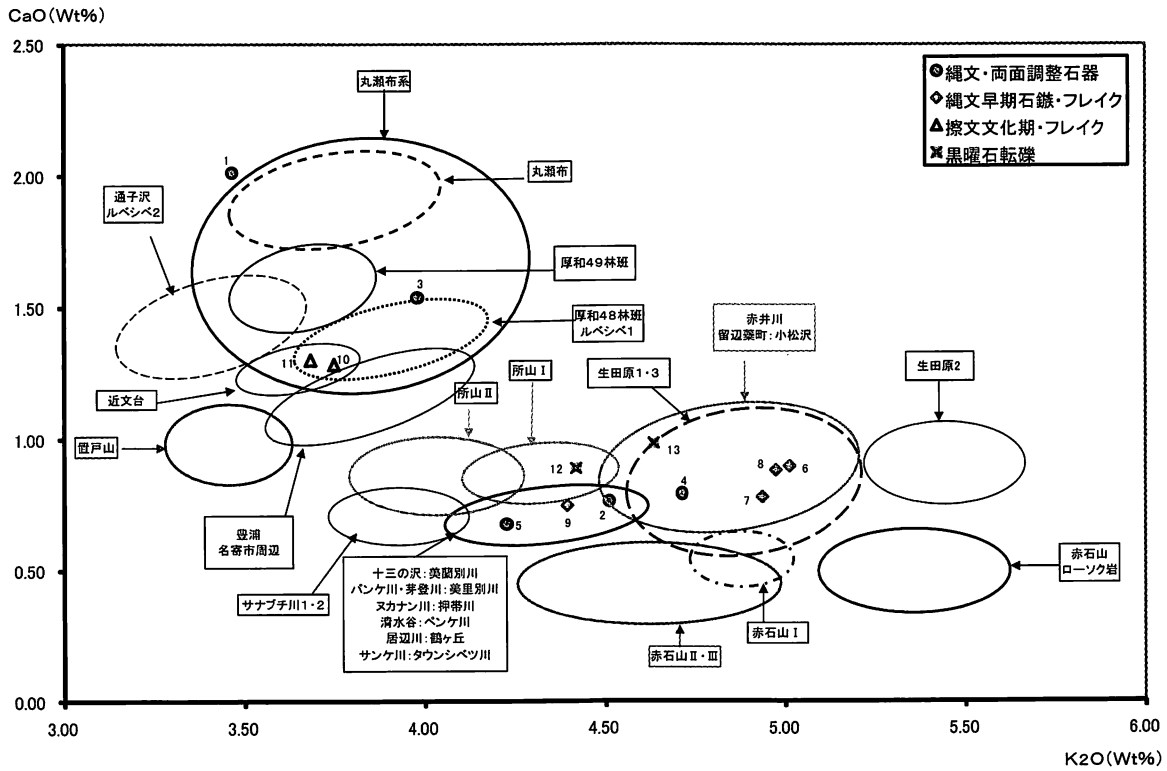 CaO(Wt%)
2.50
2.00
1.50
1.00
0.50
0.00
3.00
3.50
4.00
4.50
5.00
5.50
6.00
K2O(Wt%)
縄文・両面調整石器
縄文早期石鏃・フレイク
擦文文化期・フレイク
黒曜石転礫
丸瀬布系
丸瀬布
通子沢
ルベシベ2
厚和49林班
厚和48林班
ルベシベ1
赤井川
留辺蘂町:小松沢
生田原1・3
生田原2
所山Ⅰ
所山Ⅱ
近文台
置戸山
豊浦
名寄市周辺
サナブチ川1・2
十三の沢:美蘭別川
パンケ川・芽登川:美里別川
ヌカナン川:押帯川
清水谷:ペンケ川
居辺川:鶴ヶ丘
サンケ川:タウンシベツ川
赤石山Ⅱ・Ⅲ
赤石山Ⅰ
赤石山
ローソク岩
1
3
11
10
12
13
4
8
6
7
2
9
5